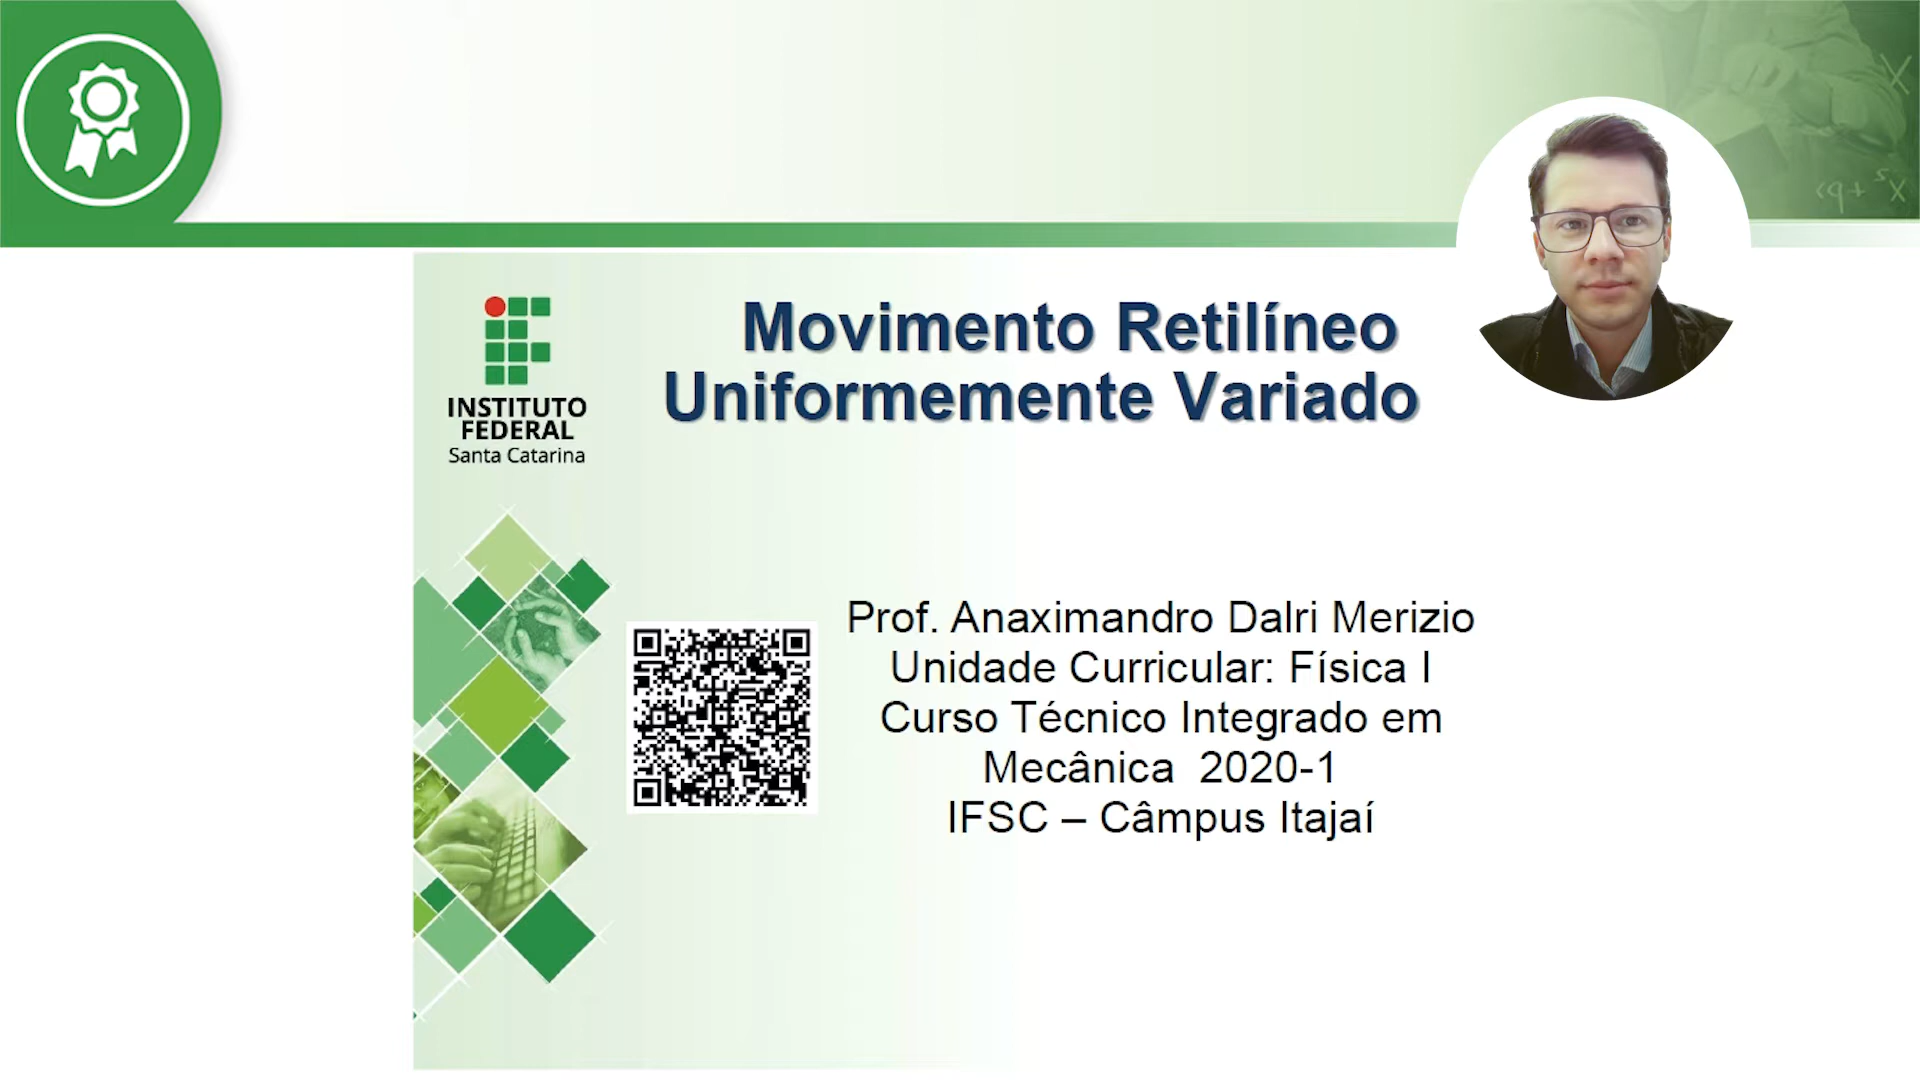 Movimento Retilíneo
Uniformemente Variado
INSTITUTO
FEDERAL
Santa Catarina
Prof. Anaximandro Dalri Merizio
Unidade Curricular: Física I
Curso Técnico Integrado em
Mecânica 2020-1
IFSC – Câmpus Itajaí